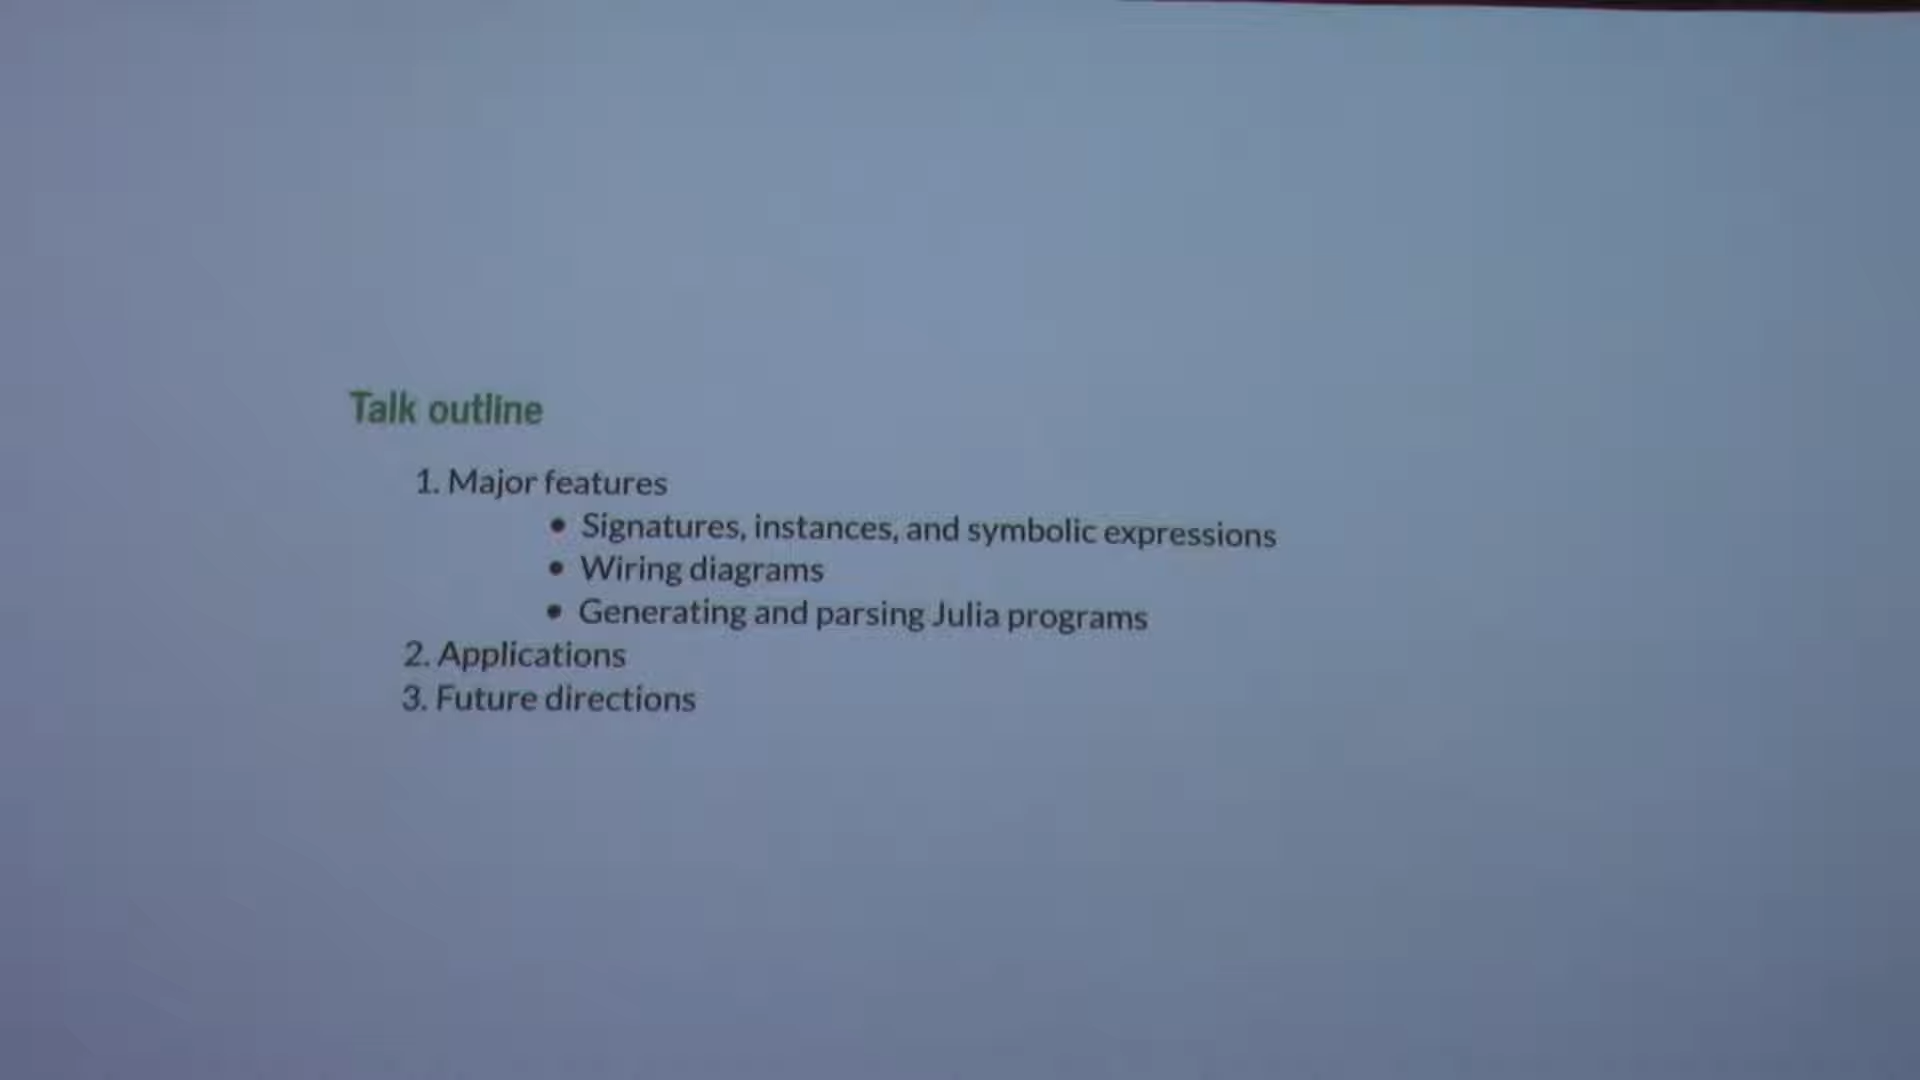 Talk outline
1. Major features
• Signatures, instances, and symbolic expressions
• Wiring diagrams
• Generating and parsing Julia programs
2. Applications
3. Future directions